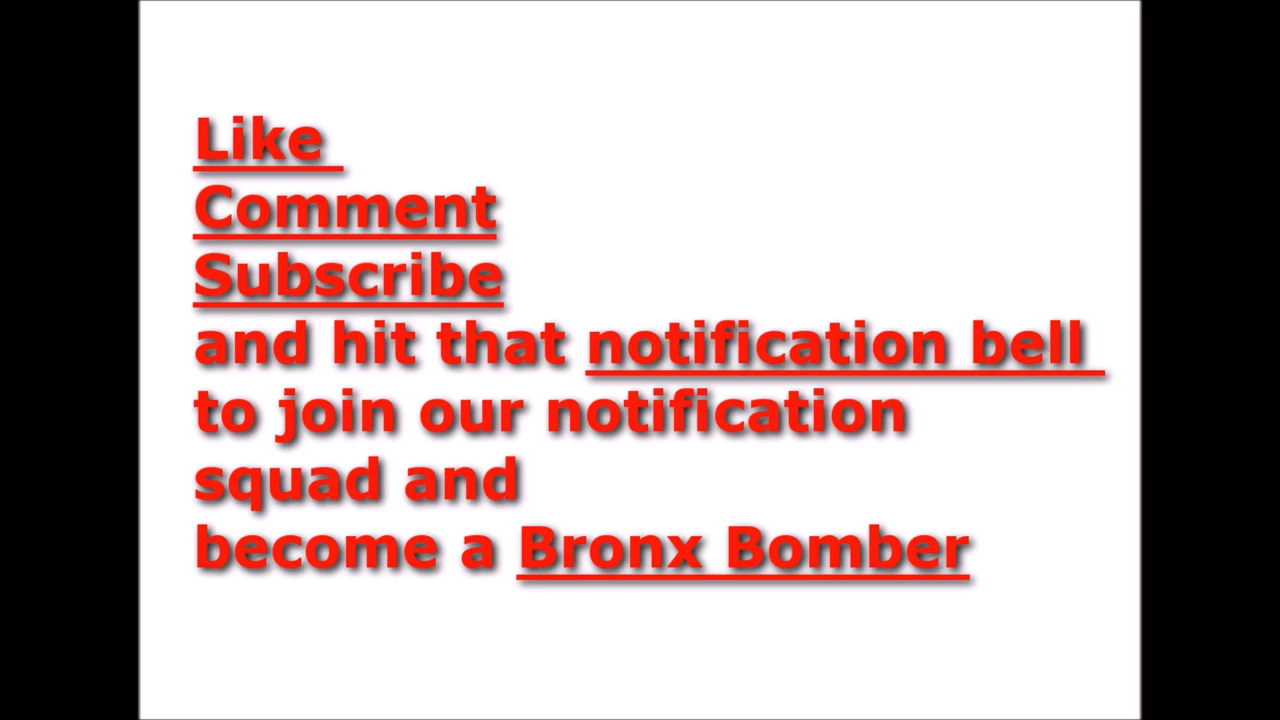 Like
Comment
Subscribe
and hit that notification bell
to join our notification
squad and
become a Bronx Bomber